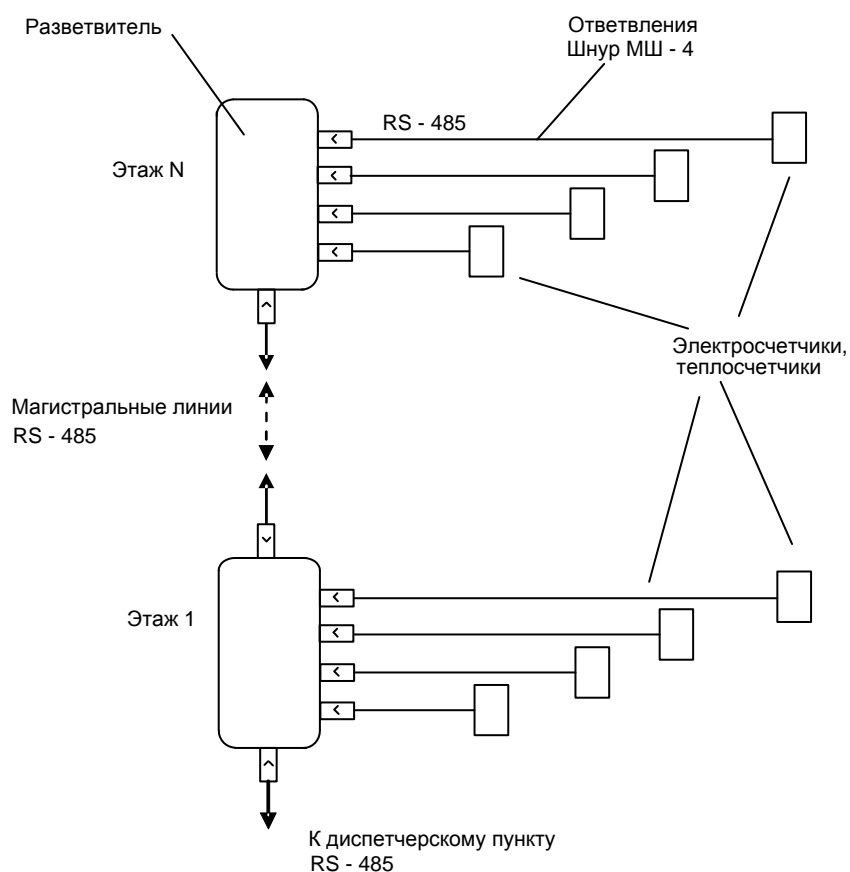 Разветвитель
Ответвления
Шнур МШ - 4
RS - 485
Этаж N
Электросчетчики,
теплосчетчики
Магистральные линии
RS - 485
Этаж 1
К диспетчерскому пункту
RS - 485